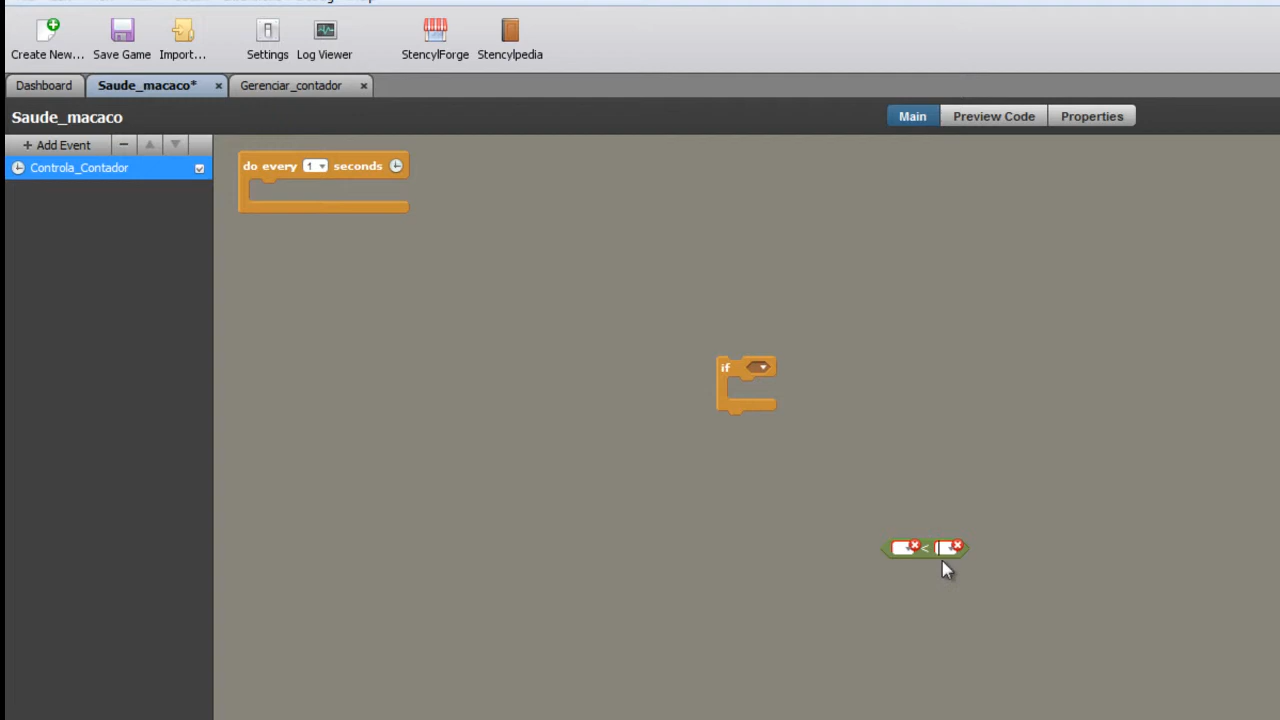 Create New... Save Game Import... Settings Log Viewer StencylForge Stencylpedia
Dashboard Saude_macaco* Gerenciar_contador
Saude_macaco Main Preview Code Properties
+ Add Event
Controla_Contador
do every 1 seconds
if
<